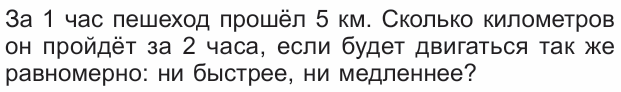 За 1 час пешеход прошёл 5 км. Сколько километров
он пройдёт за 2 часа, если будет двигаться так же
равномерно: ни быстрее, ни медленнее?